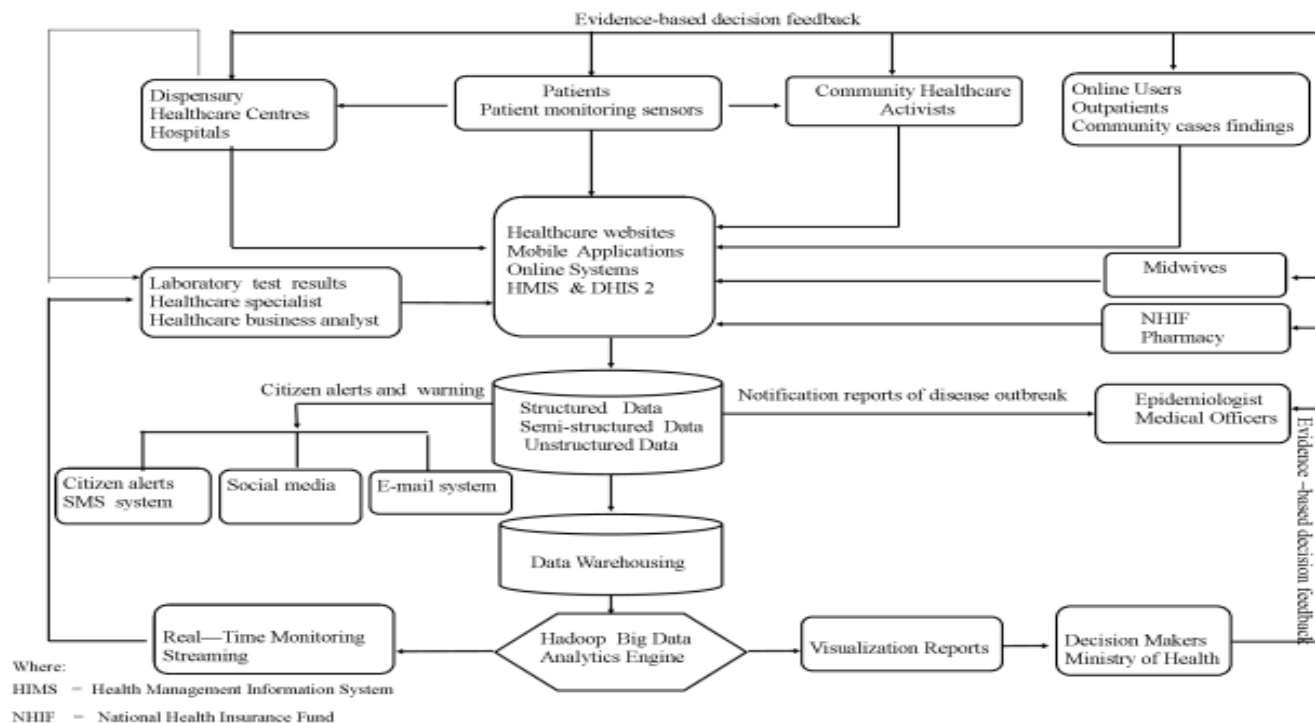 Evidence-based decision feedback
Dispensary
Healthcare Centres
Hospitals
Patients
Patient monitoring sensors
Community Healthcare
Activists
Online Users
Outpatients
Community cases findings
Healthcare websites
Mobile Applications
Online Systems
HMIS & DHIS 2
Laboratory test results
Healthcare specialist
Healthcare business analyst
Midwives
NHIF
Pharmacy
Citizen alerts and warning
Structured Data
Semi-structured Data
Unstructured Data
Notification reports of disease outbreak
Epidemiologist
Medical Officers
Citizen alerts
SMS system
Social media
E-mail system
Data Warehousing
Evidence –based decision feedback
Real—Time Monitoring
Streaming
Hadoop Big Data
Analytics Engine
Visualization Reports
Decision Makers
Ministry of Health
Where:
HIMS = Health Management Information System
NHIF = National Health Insurance Fund